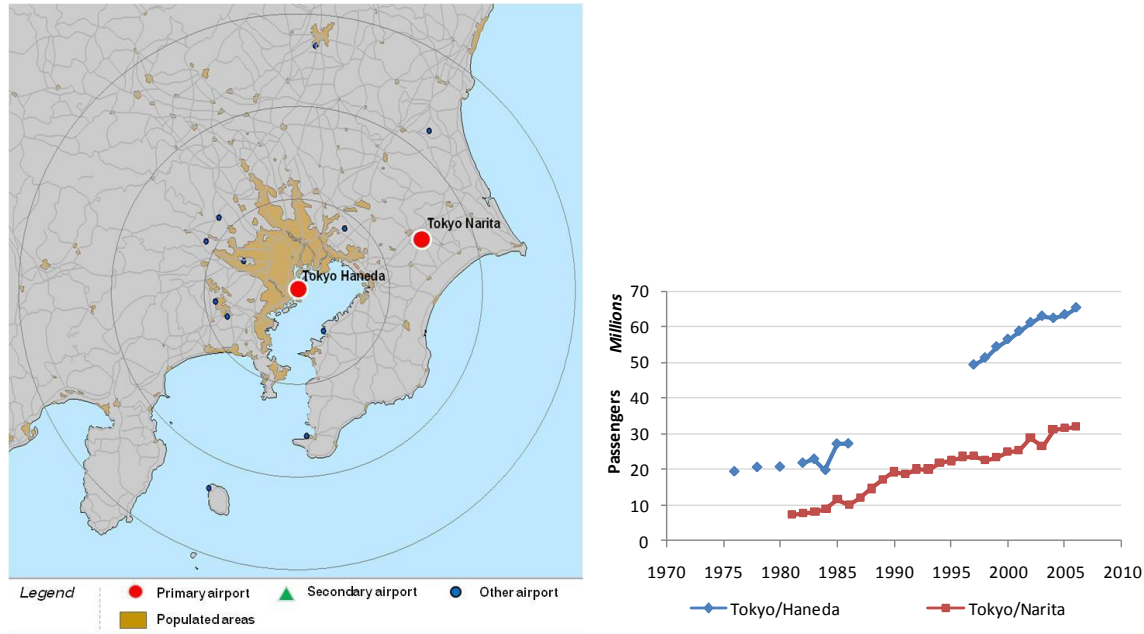 Tokyo Narita
Tokyo Haneda
Legend
Primary airport
Secondary airport
Other airport
Populated areas
Passengers Millions
70
60
50
40
30
20
10
0
1970 1975 1980 1985 1990 1995 2000 2005 2010
Tokyo/Haneda
Tokyo/Narita